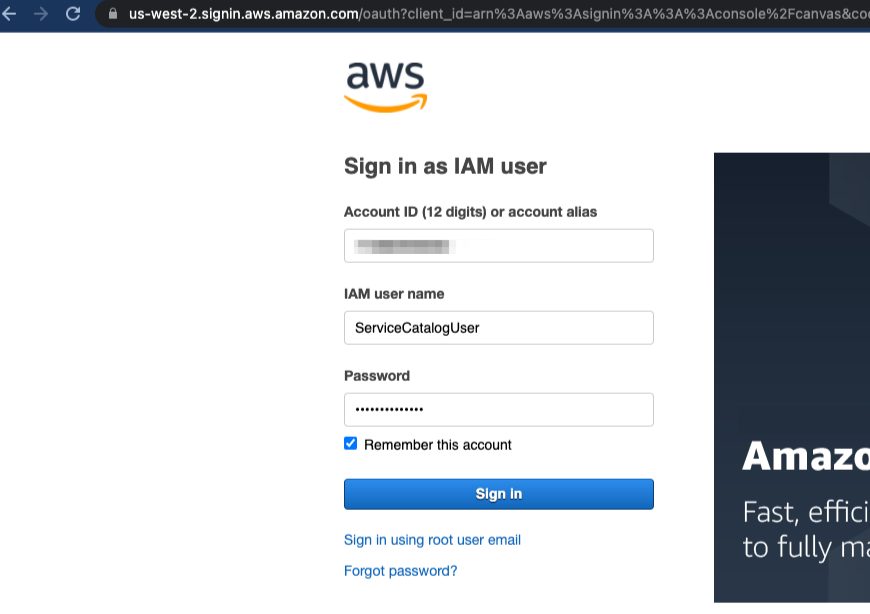 us-west-2.signin.aws.amazon.com/oauth?client_id=arn%3Aaws%3Asignin%3A%3A%3Aconsole%2Fcanvas&co
aws
Sign in as IAM user
Account ID (12 digits) or account alias
IAM user name
ServiceCatalogUser
Password
••••••••••••••
Remember this account
Sign in
Sign in using root user email
Forgot password?
Amazo
Fast, effici
to fully ma